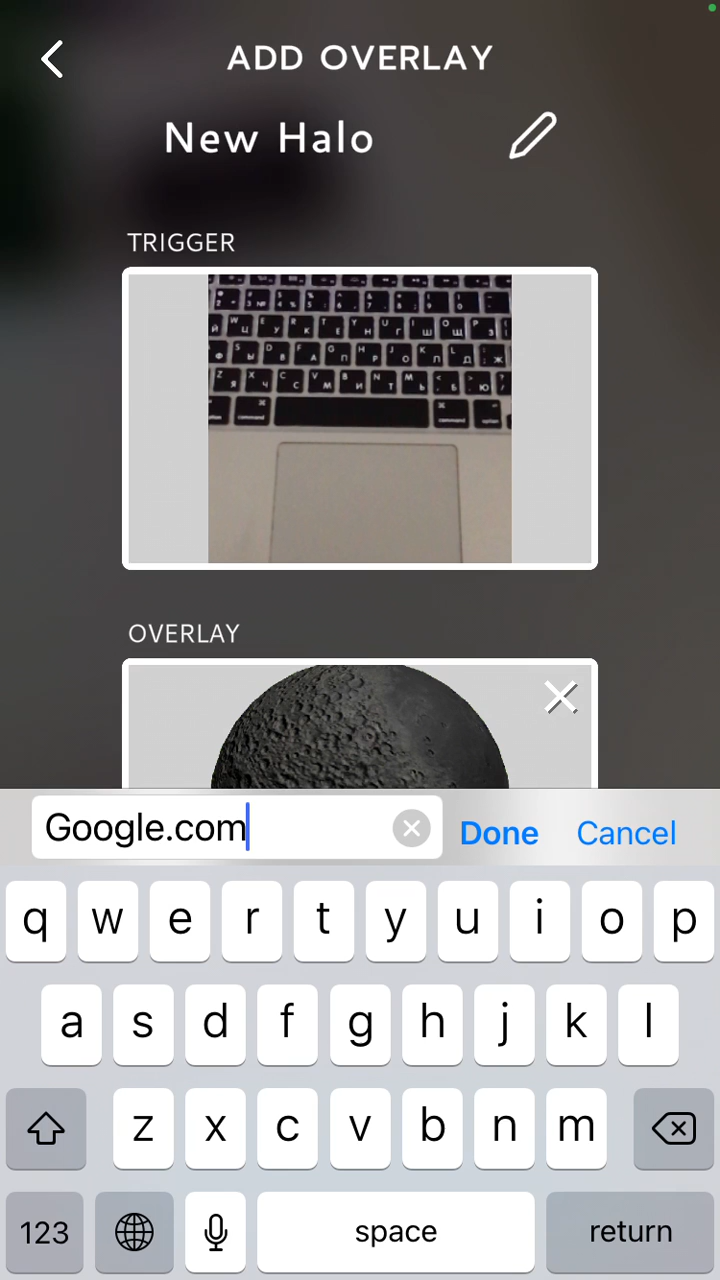 ADD OVERLAY
New Halo
TRIGGER
OVERLAY
Google.com
Done Cancel
q w e r t y u i o p
a s d f g h j k l
z x c v b n m
123 space return